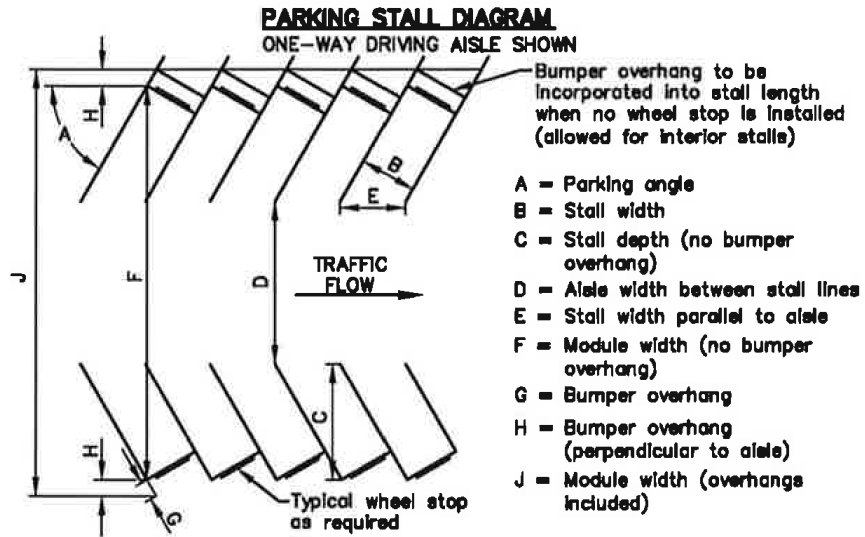 PARKING STALL DIAGRAM
ONE-WAY DRIVING AISLE SHOWN
Bumper overhang to be
incorporated into stall length
when no wheel stop is installed
(allowed for interior stalls)
H
A
B
E
A = Parking angle
B = Stall width
C = Stall depth (no bumper
overhang)
D = Aisle width between stall lines
E = Stall width parallel to aisle
F = Module width (no bumper
overhang)
G = Bumper overhang
H = Bumper overhang
(perpendicular to aisle)
J = Module width (overhangs
included)
J
F
D
TRAFFIC
FLOW
C
H
G
Typical wheel stop
as required